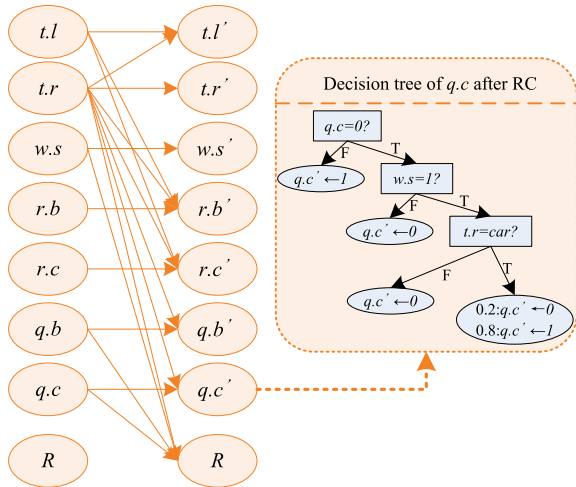 t.l
t.l´
t.r
t.r´
w.s
w.s´
r.b
r.b´
r.c
r.c´
q.b
q.b´
q.c
q.c´
R
R
Decision tree of q.c after RC
q.c=0?
F
T
q.c´←1
w.s=1?
F
T
q.c´←0
t.r=car?
F
T
q.c´←0
0.2:q.c´←0
0.8:q.c´←1